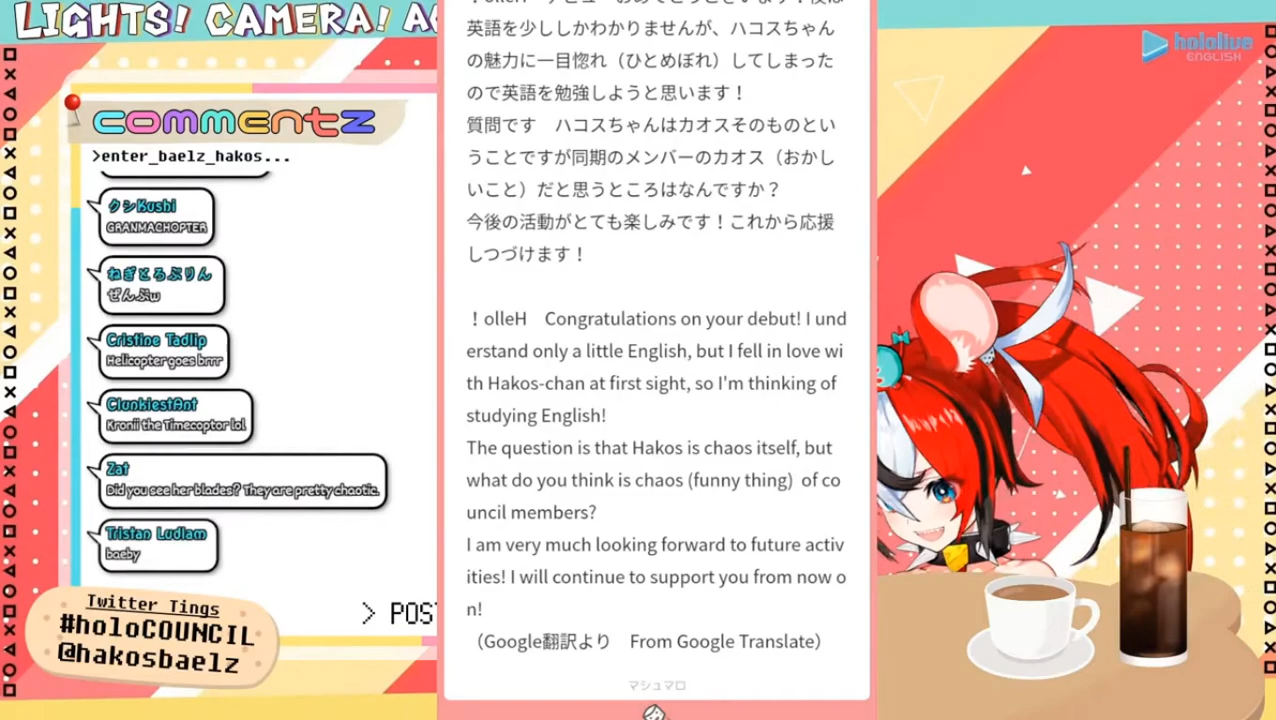 LIGHTS! CAMERA! AC
hololive
ENGLISH
commentz
>enter_baelz_hakos...
クシKushi
GRANMACHOPTER
ねぎとろぷりん
ぜんぶw
Cristine Tadlip
Helicopter goes brrr
ClunkiestAnt
Kronii the Timecoptor lol
Zat
Did you see her blades? They are pretty chaotic.
Tristan Ludlam
baeby
> POST
Twitter Tings
#holoCOUNCIL
@hakosbaelz
英語を少ししかわかりませんが、ハコスちゃん
の魅力に一目惚れ（ひとめぼれ）してしまった
ので英語を勉強しようと思います！
質問です　ハコスちゃんはカオスそのものとい
うことですが同期のメンバーのカオス（おかし
いこと）だと思うところはなんですか？
今後の活動がとても楽しみです！これから応援
しつづけます！
！olleH　Congratulations on your debut! I und
erstand only a little English, but I fell in love wi
th Hakos-chan at first sight, so I'm thinking of
studying English!
The question is that Hakos is chaos itself, but
what do you think is chaos (funny thing)  of co
uncil members?
I am very much looking forward to future activ
ities! I will continue to support you from now o
n!
（Google翻訳より　From Google Translate）
マシュマロ